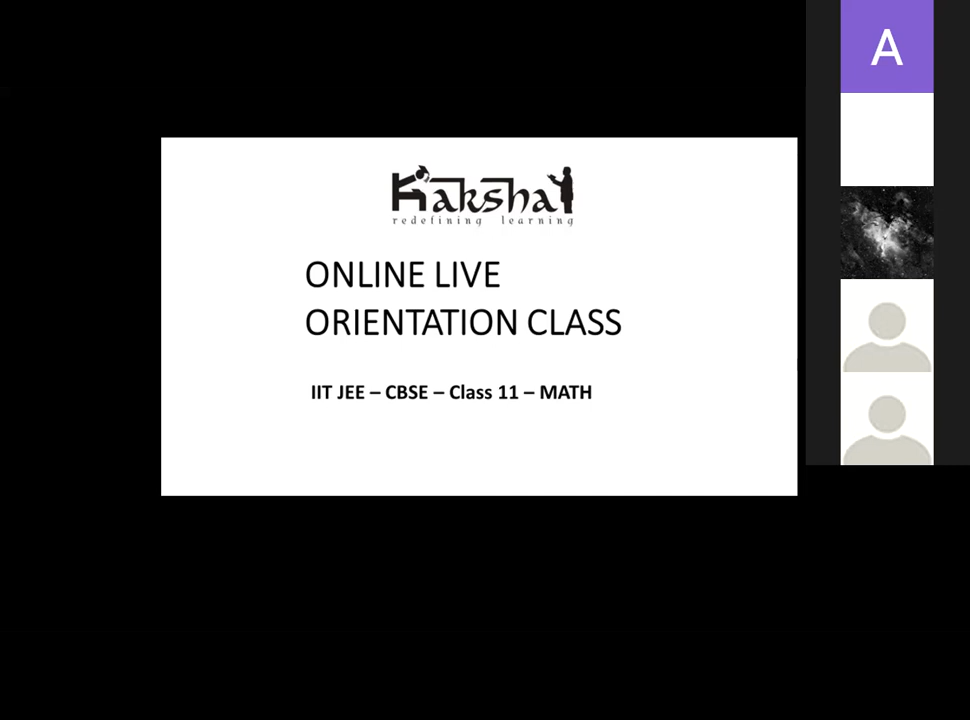 Kaksha
redefining learning
ONLINE LIVE
ORIENTATION CLASS
IIT JEE – CBSE – Class 11 – MATH
A